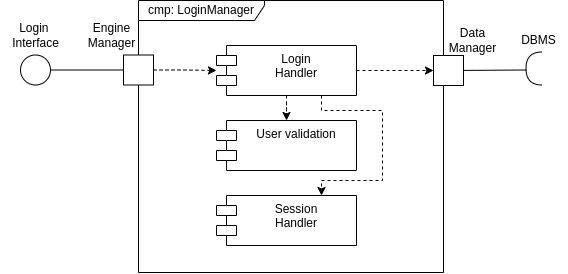 cmp: LoginManager
Login
Interface
Engine
Manager
Login
Handler
Data
Manager
DBMS
User validation
Session
Handler